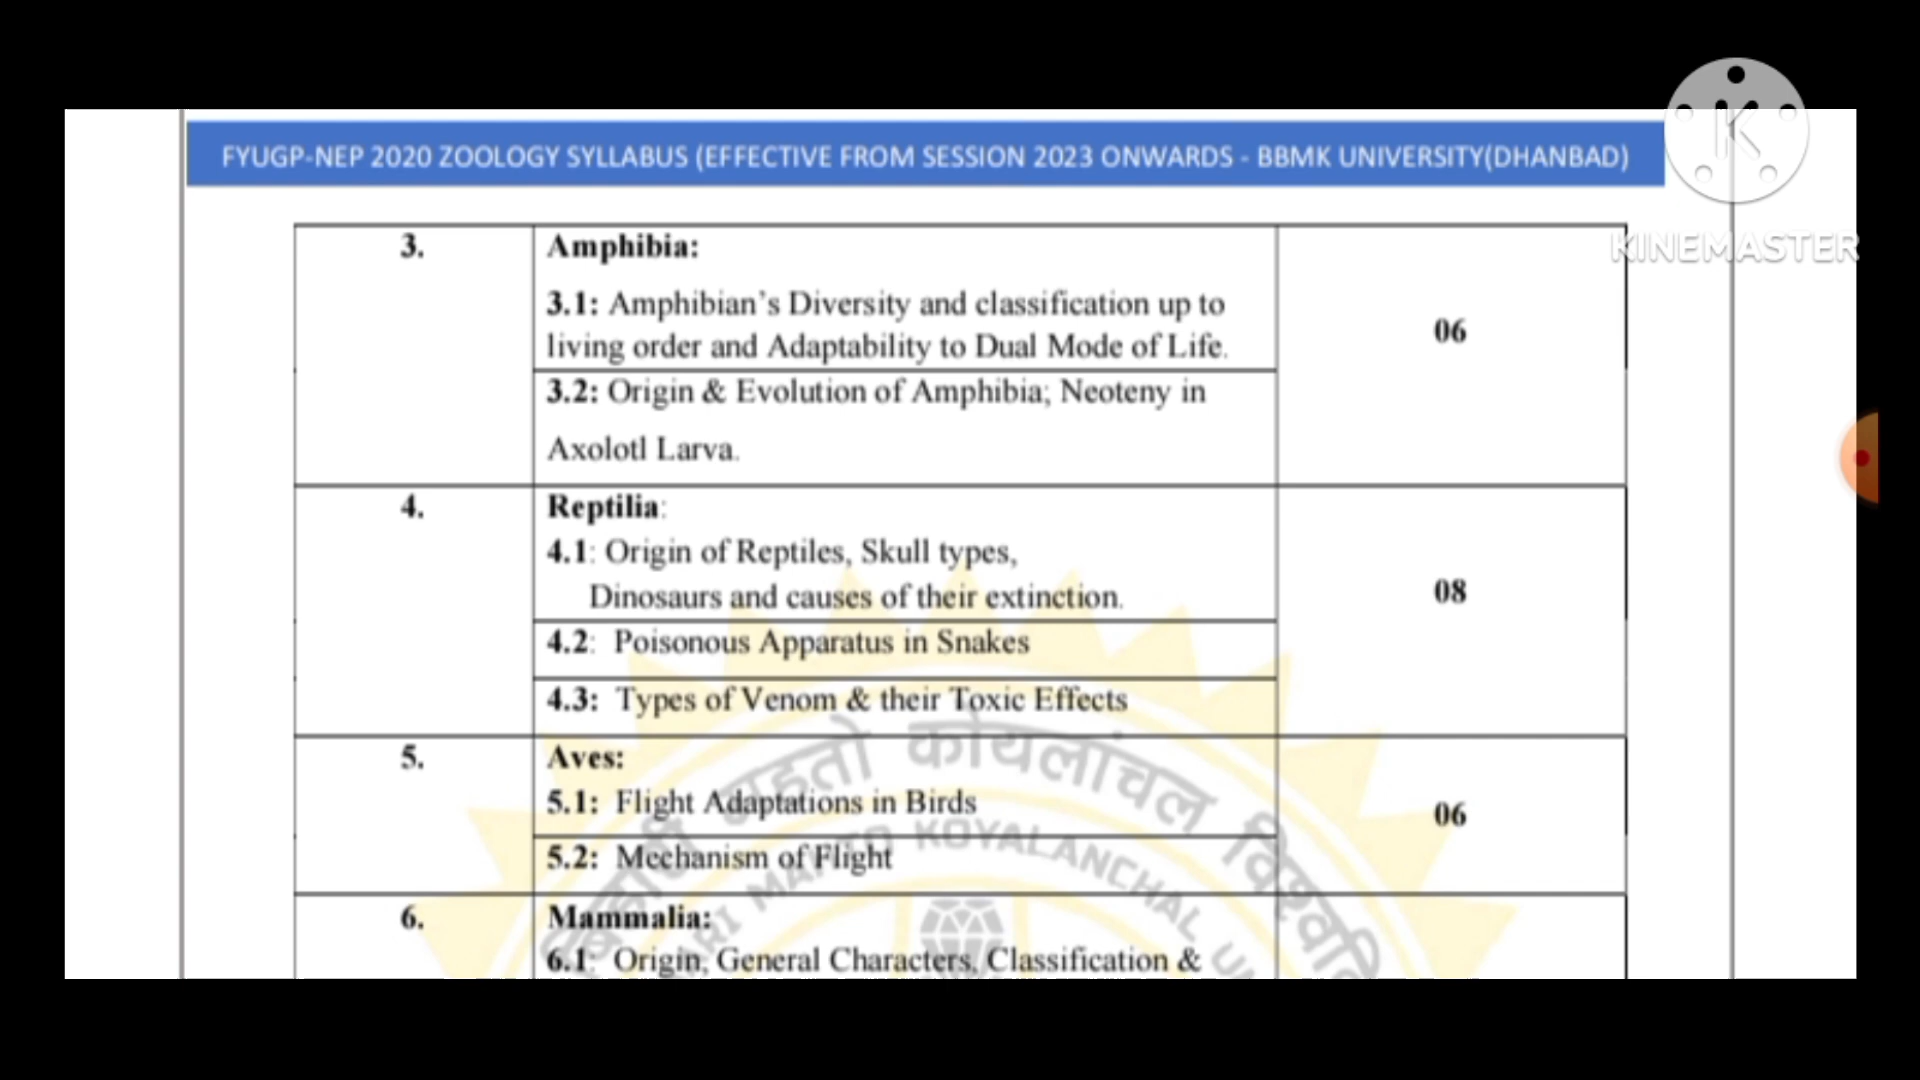 FYUGP-NEP 2020 ZOOLOGY SYLLABUS (EFFECTIVE FROM SESSION 2023 ONWARDS - BBMK UNIVERSITY(DHANBAD)
KINEMASTER
3.
Amphibia:
3.1: Amphibian's Diversity and classification up to
living order and Adaptability to Dual Mode of Life.
06
3.2: Origin & Evolution of Amphibia; Neoteny in
Axolotl Larva.
4.
Reptilia:
4.1: Origin of Reptiles, Skull types,
Dinosaurs and causes of their extinction.
08
4.2: Poisonous Apparatus in Snakes
4.3: Types of Venom & their Toxic Effects
5.
Aves:
5.1: Flight Adaptations in Birds
06
5.2: Mechanism of Flight
6.
Mammalia:
6.1: Origin, General Characters, Classification &
कोयलांचल
KOYALANCHAL